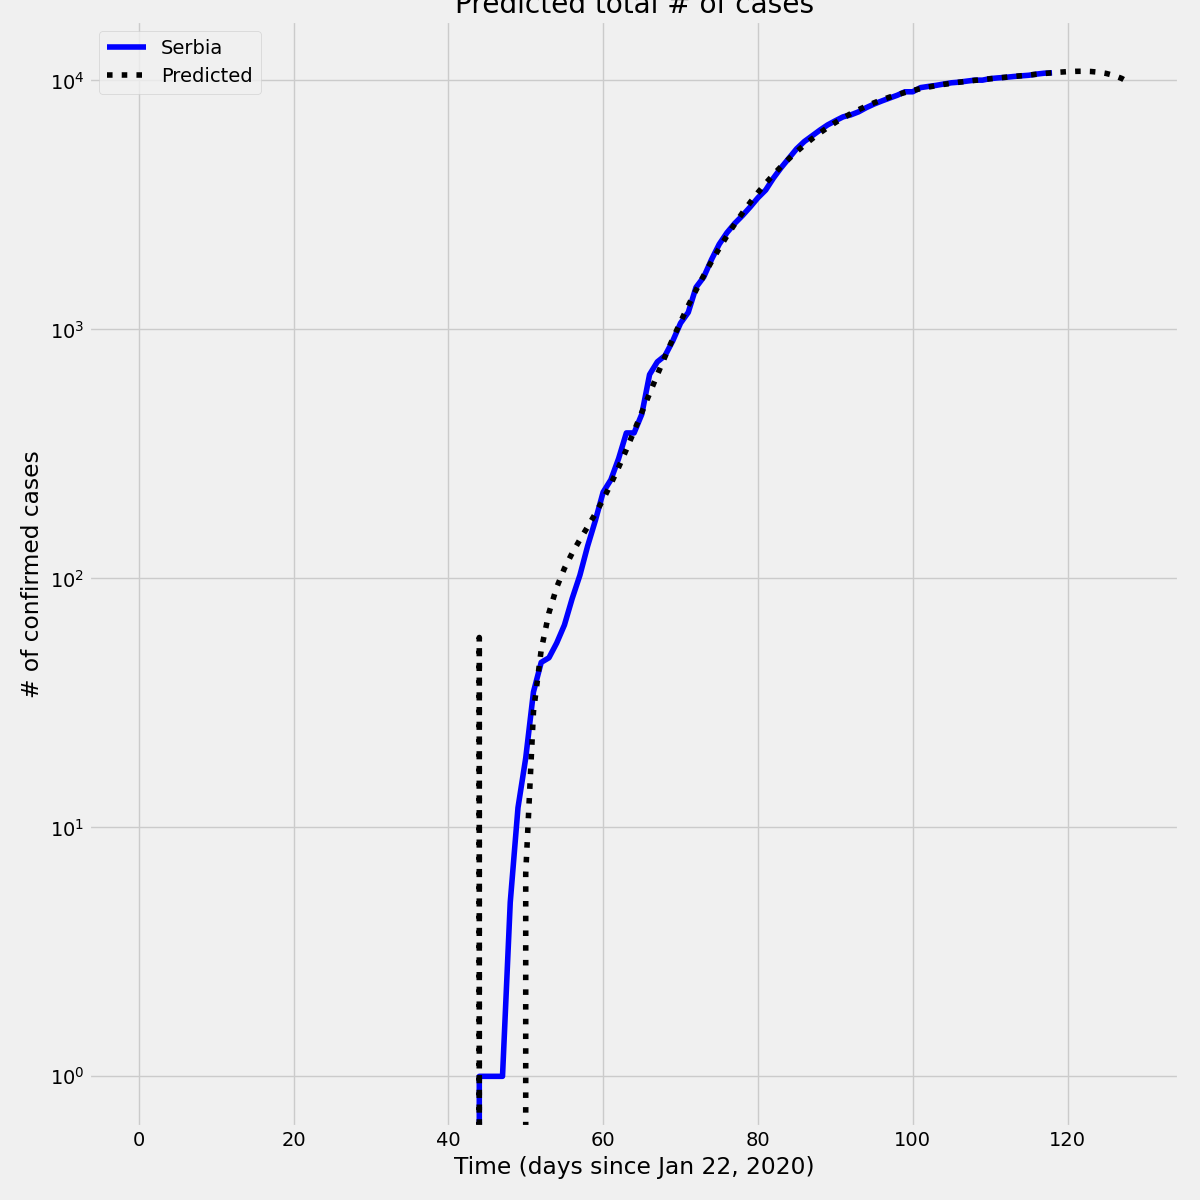 Predicted total # of cases
Serbia
Predicted
10⁴
10³
10²
10¹
10⁰
# of confirmed cases
0 20 40 60 80 100 120
Time (days since Jan 22, 2020)